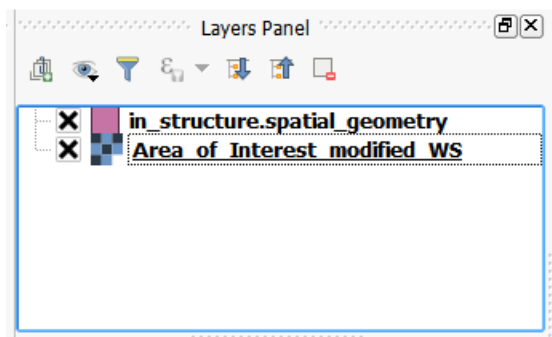 Layers Panel
in_structure.spatial_geometry
Area_of_Interest_modified_WS